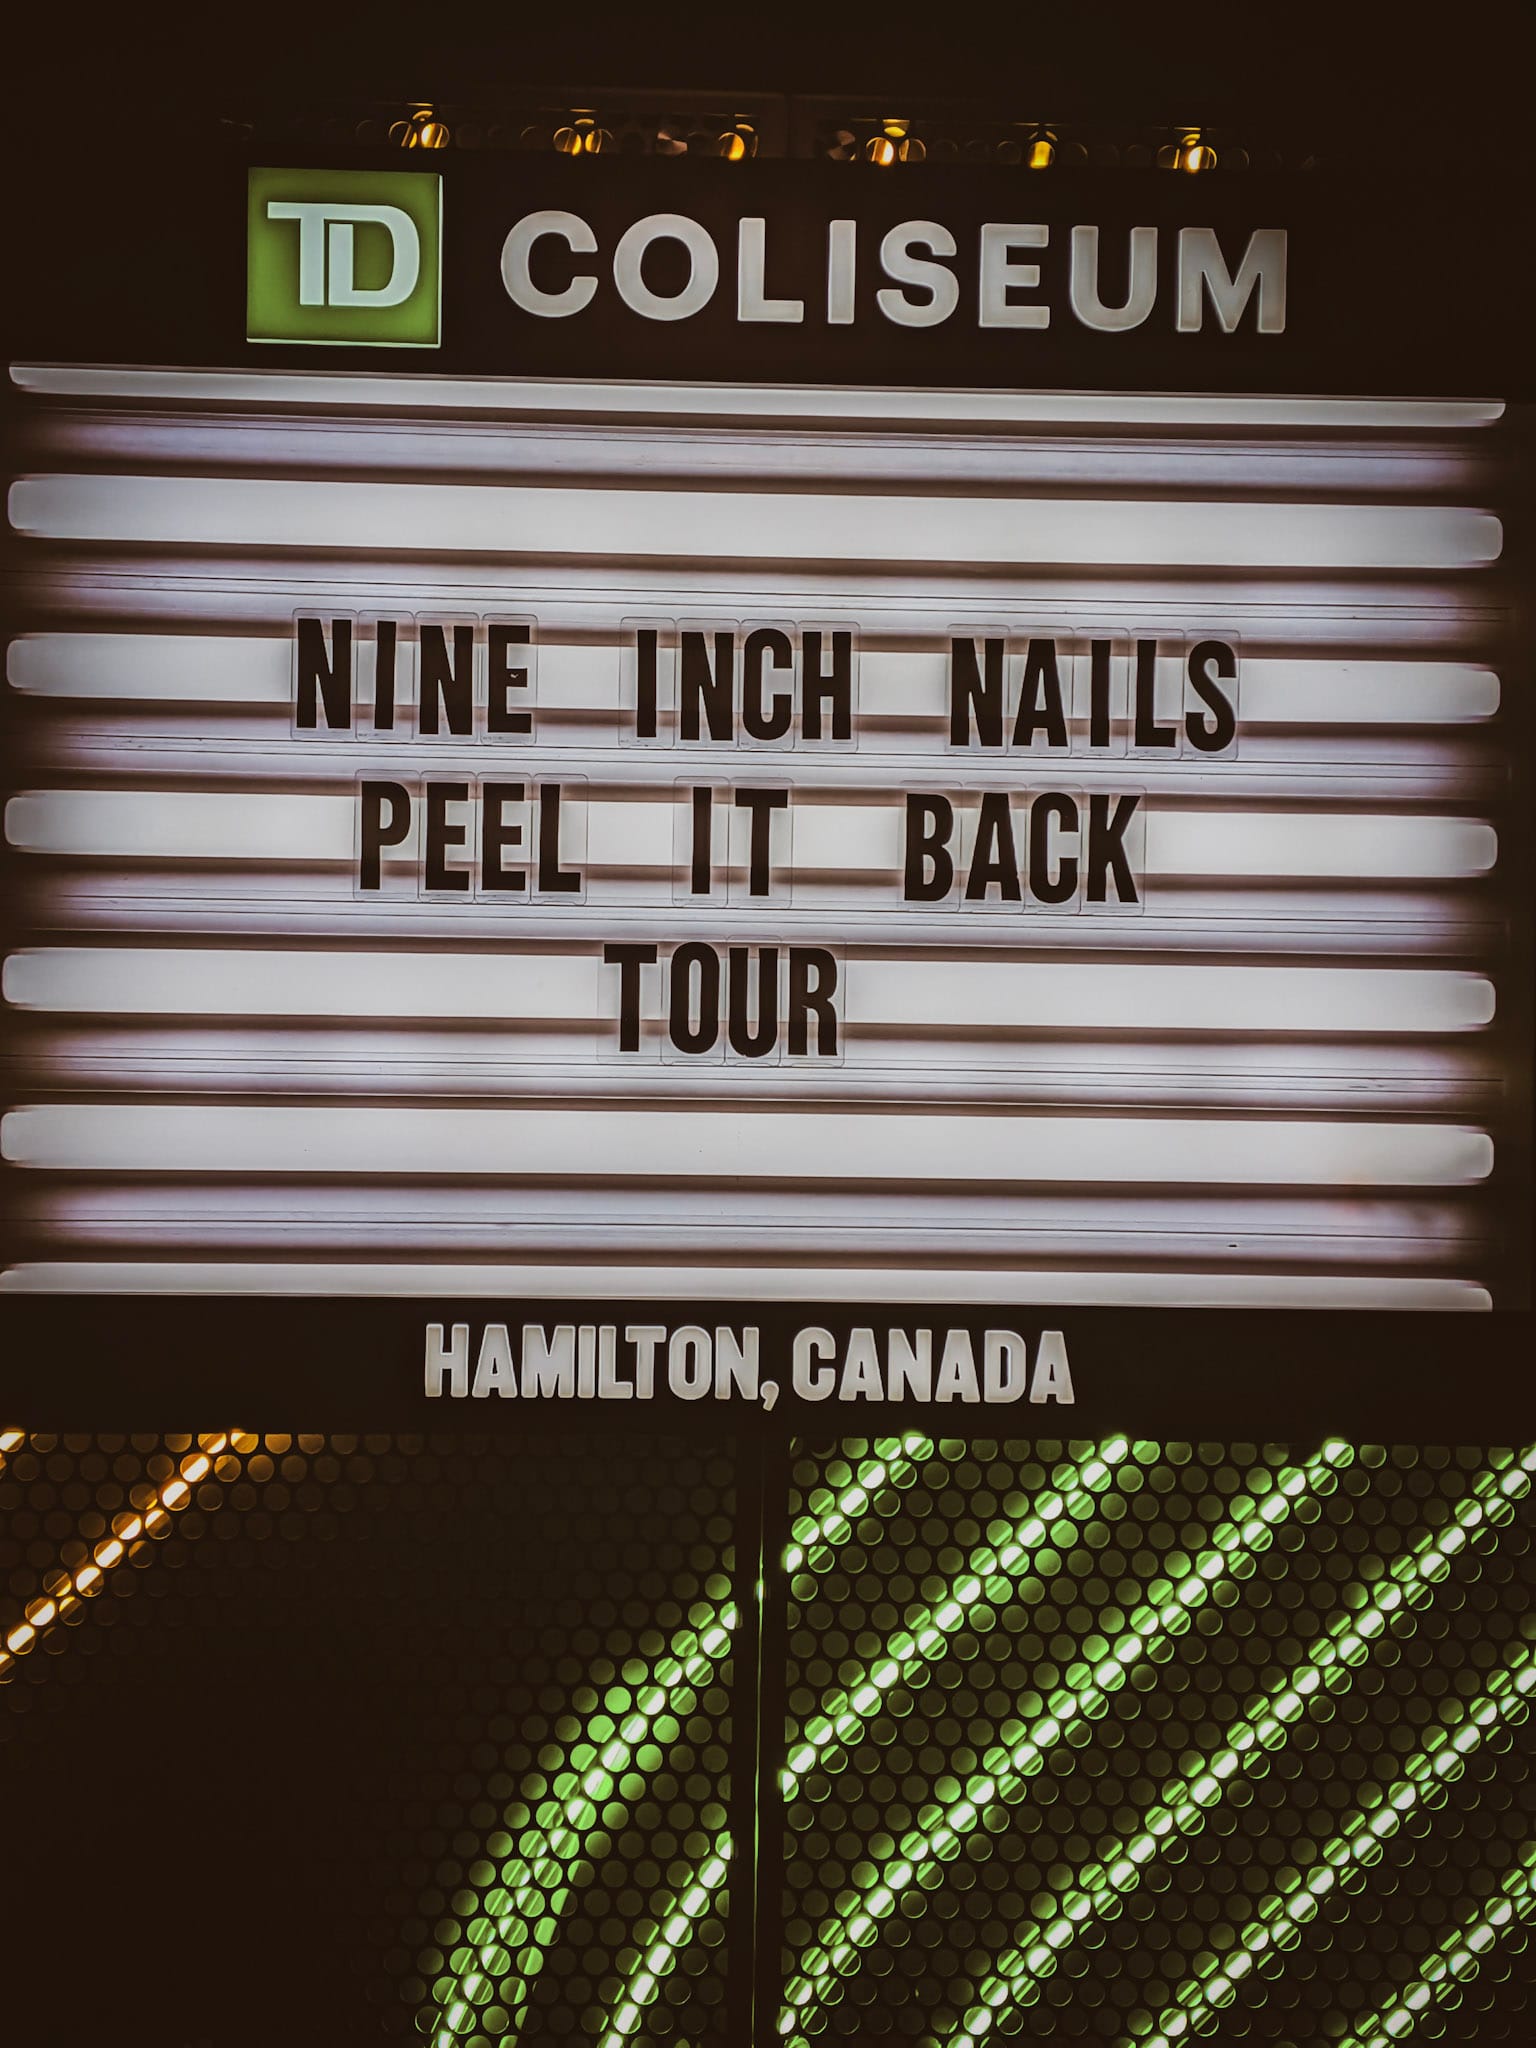 TD COLISEUM
NINE INCH NAILS
PEEL IT BACK
TOUR
HAMILTON, CANADA